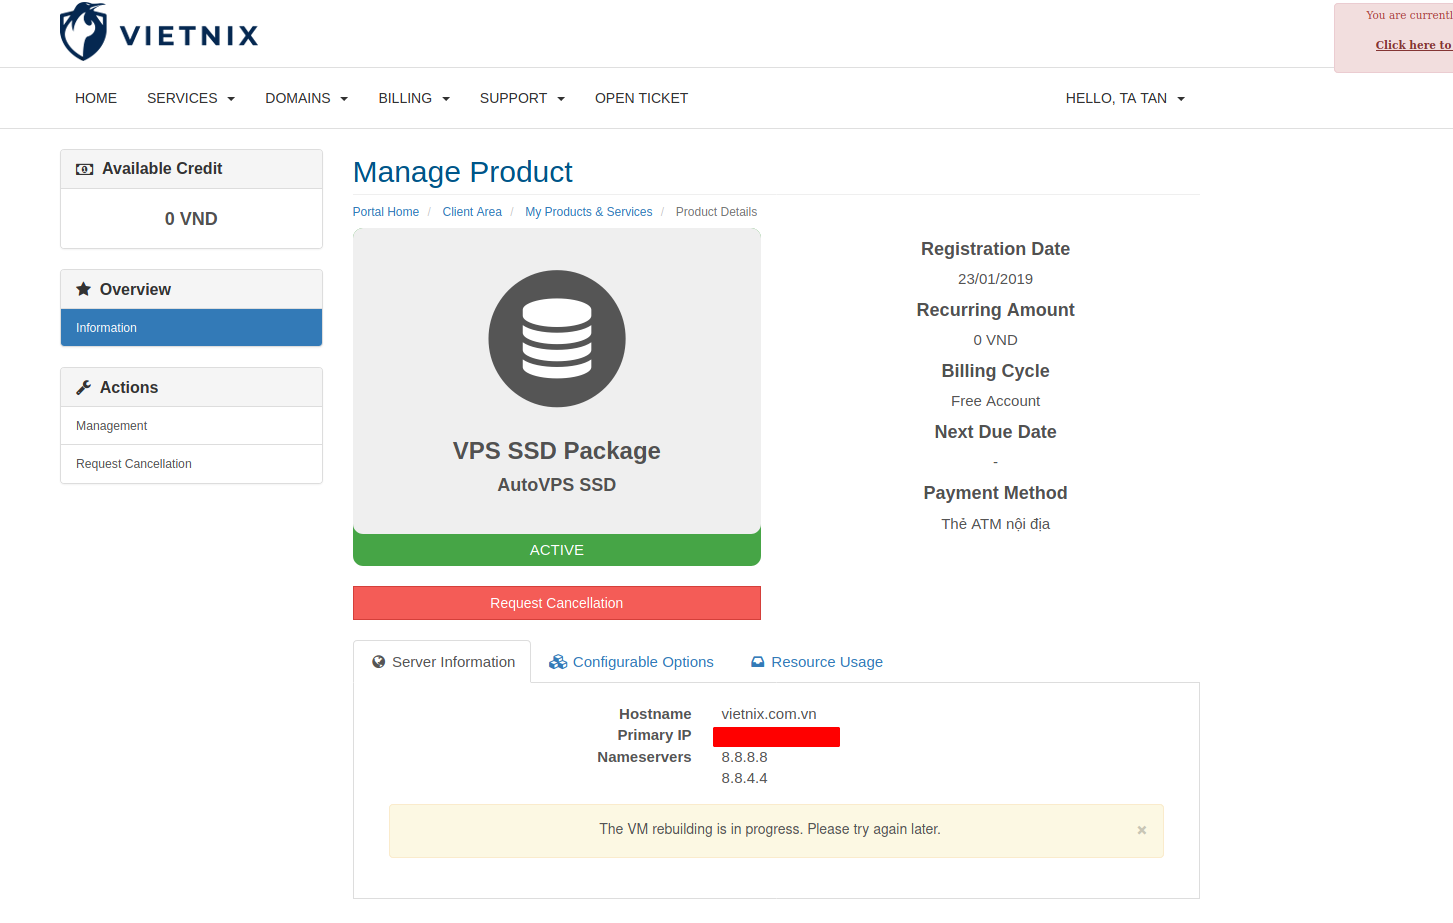 VIETNIX
You are currentl
Click here to
HOME SERVICES DOMAINS BILLING SUPPORT OPEN TICKET HELLO, TA TAN
Available Credit
0 VND
Overview
Information
Actions
Management
Request Cancellation
Manage Product
Portal Home / Client Area / My Products & Services / Product Details
VPS SSD Package
AutoVPS SSD
ACTIVE
Request Cancellation
Registration Date
23/01/2019
Recurring Amount
0 VND
Billing Cycle
Free Account
Next Due Date
-
Payment Method
Thẻ ATM nội địa
Server Information Configurable Options Resource Usage
Hostname vietnix.com.vn
Primary IP
Nameservers 8.8.8.8
8.8.4.4
The VM rebuilding is in progress. Please try again later. ×